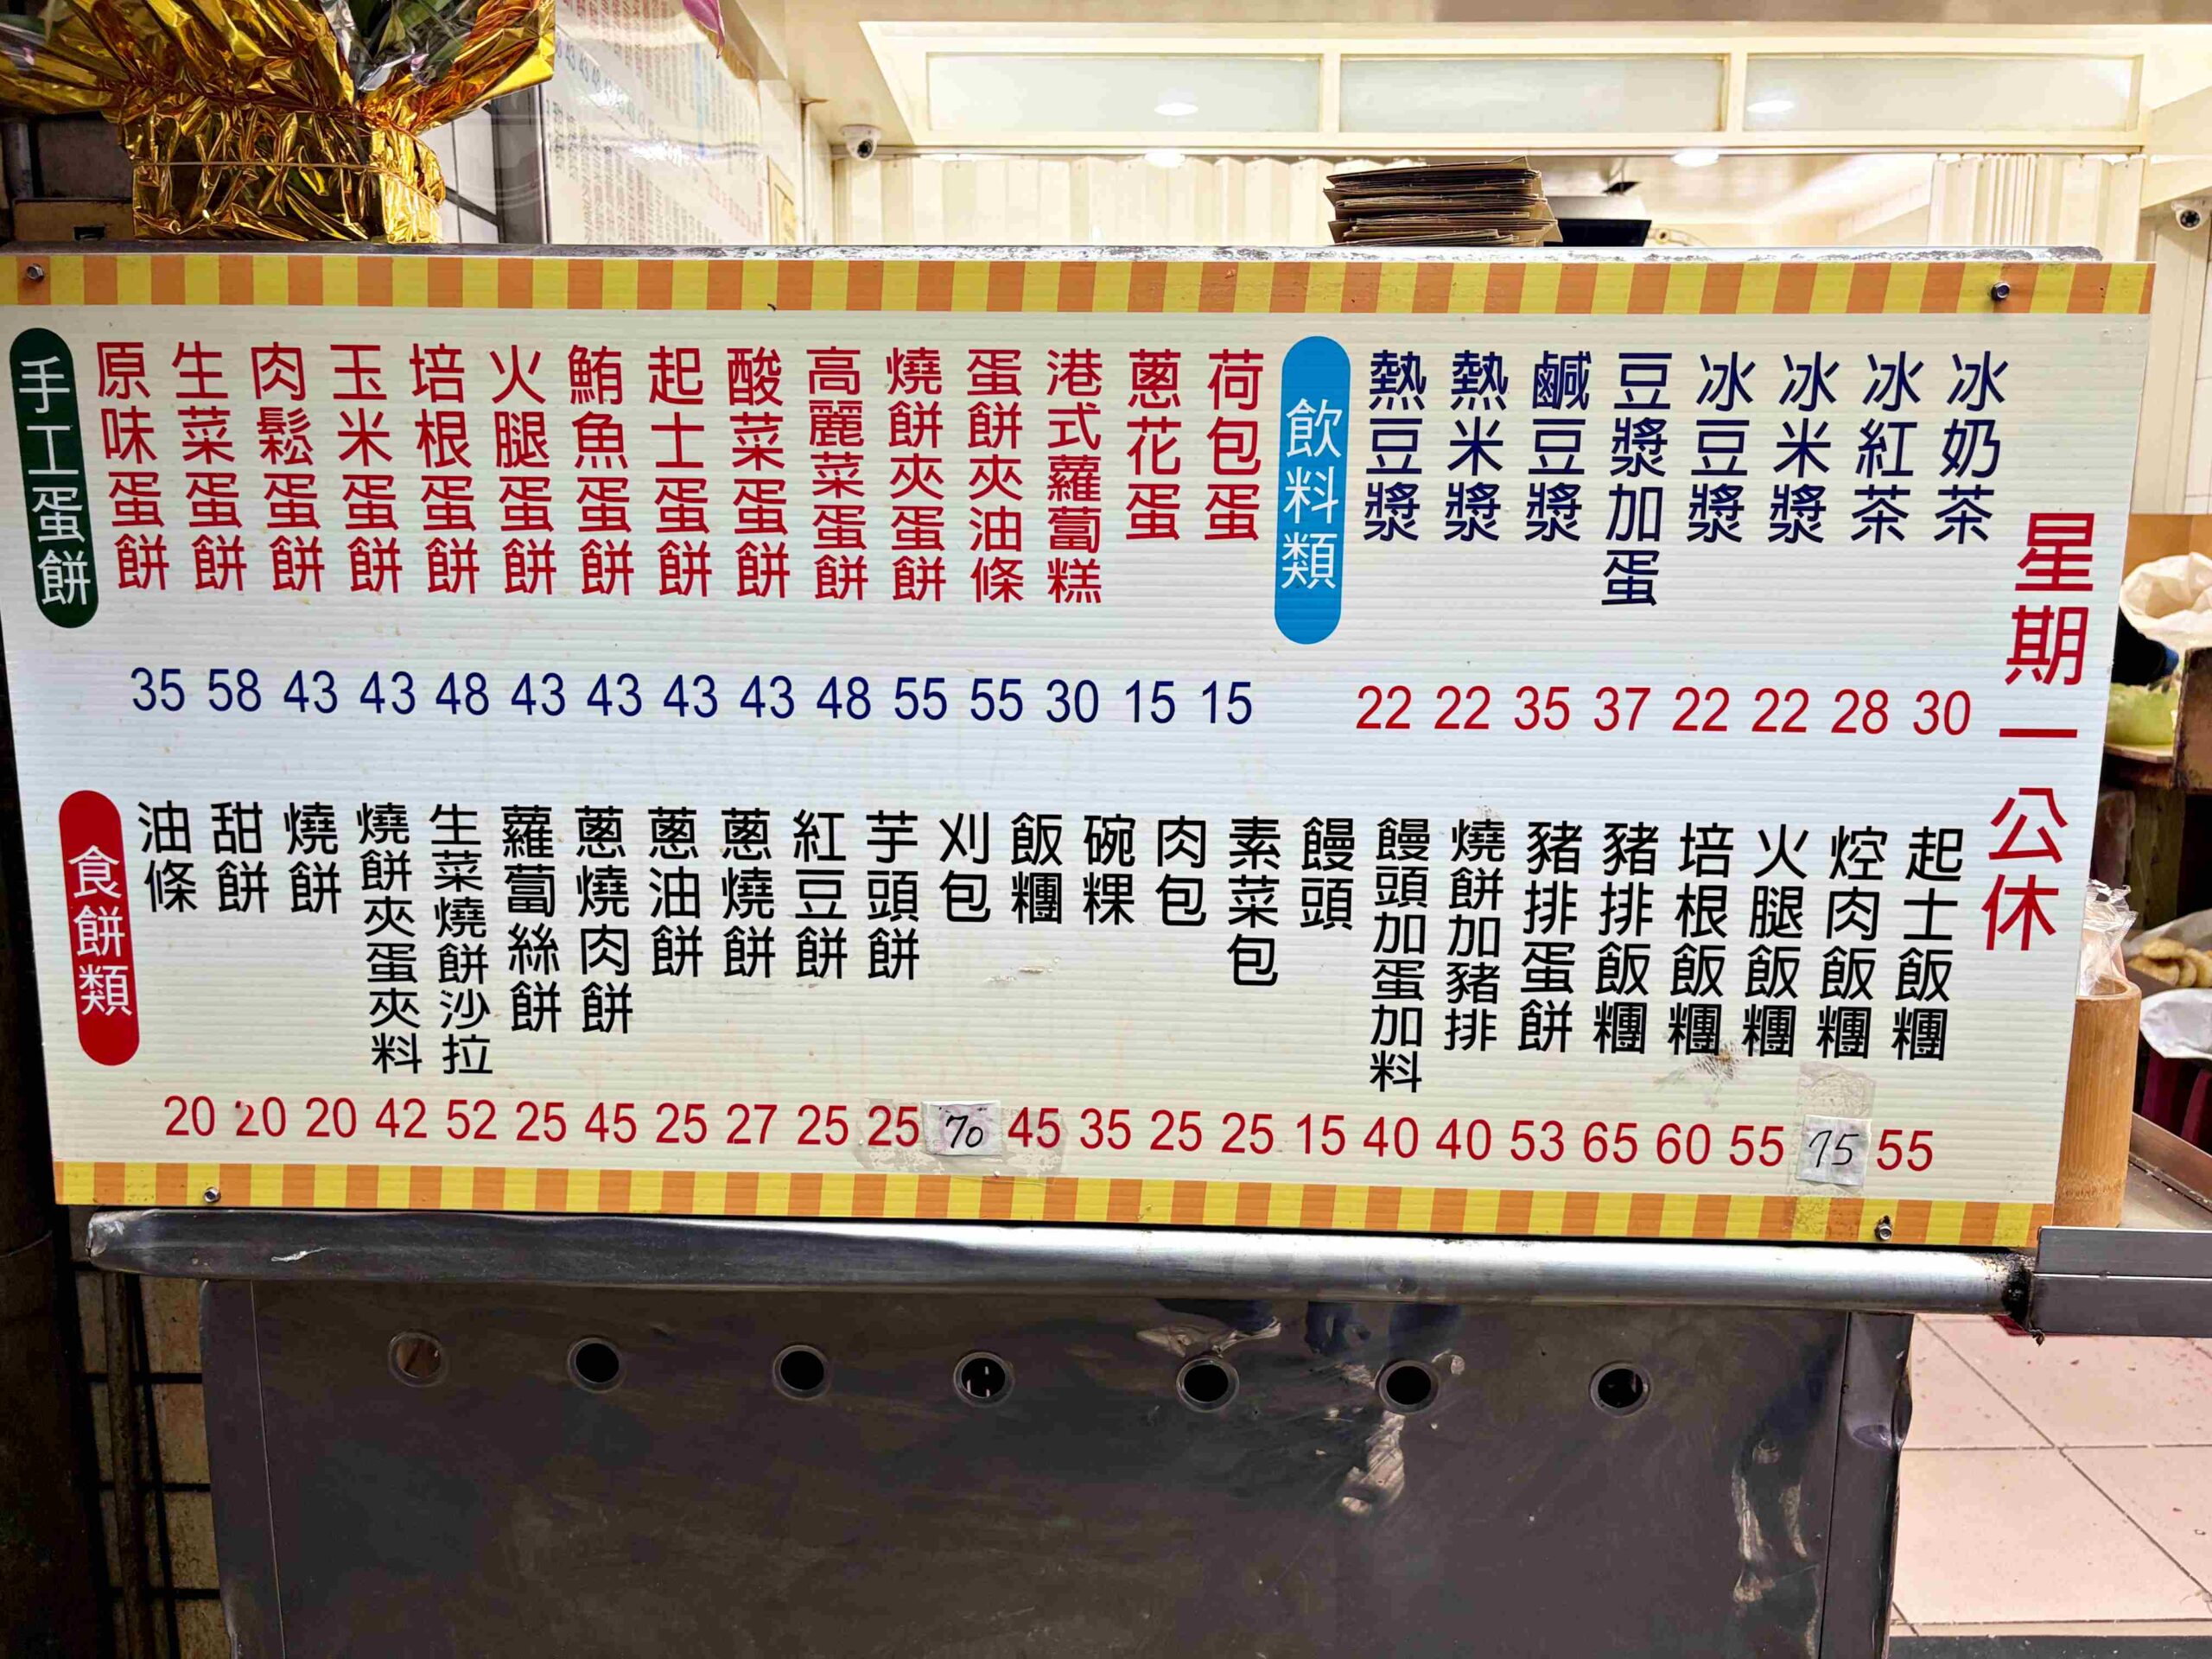 手工蛋餅
原味蛋餅 35
生菜蛋餅 58
肉鬆蛋餅 43
玉米蛋餅 43
培根蛋餅 48
火腿蛋餅 43
鮪魚蛋餅 43
起士蛋餅 43
酸菜蛋餅 43
高麗菜蛋餅 48
燒餅夾蛋餅 55
蛋餅夾油條 55
港式蘿蔔糕 30
蔥花蛋 15
荷包蛋 15
飲料類
熱豆漿 22
熱米漿 22
鹹豆漿 35
豆漿加蛋 37
冰豆漿 22
冰米漿 22
冰紅茶 28
冰奶茶 30
星期一公休
食餅類
油條 20
甜餅 20
燒餅 20
燒餅夾蛋夾料 42
生菜燒餅沙拉 52
蘿蔔絲餅 25
蔥燒肉餅 45
蔥油餅 25
蔥燒餅 27
紅豆餅 25
芋頭餅 25
刈包 70
飯糰 45
碗粿 35
肉包 25
素菜包 25
饅頭 15
饅頭加蛋加料 40
燒餅加豬排 40
豬排蛋餅 53
豬排飯糰 65
培根飯糰 60
火腿飯糰 55
焢肉飯糰 75
起士飯糰 55